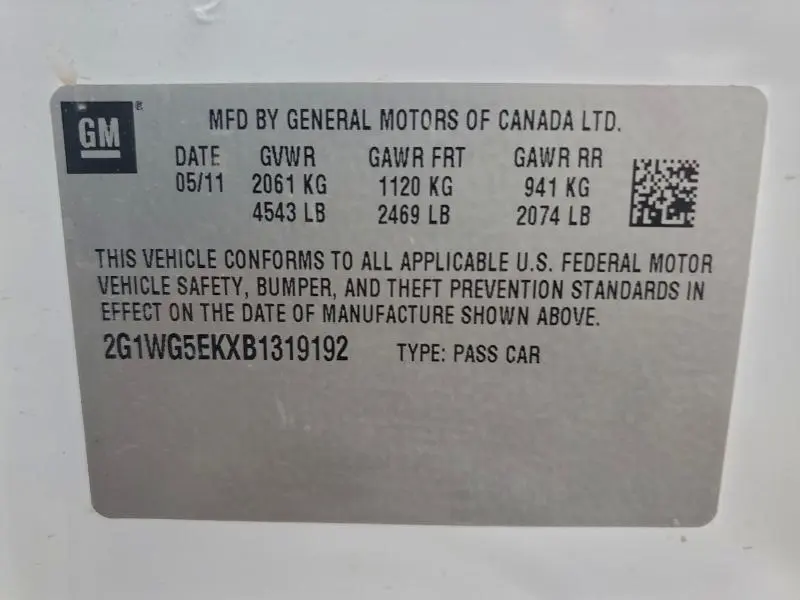 GM ®
MFD BY GENERAL MOTORS OF CANADA LTD.
DATE GVWR GAWR FRT GAWR RR
05/11 2061 KG 1120 KG 941 KG
4543 LB 2469 LB 2074 LB
THIS VEHICLE CONFORMS TO ALL APPLICABLE U.S. FEDERAL MOTOR
VEHICLE SAFETY, BUMPER, AND THEFT PREVENTION STANDARDS IN
EFFECT ON THE DATE OF MANUFACTURE SHOWN ABOVE.
2G1WG5EKXB1319192 TYPE: PASS CAR